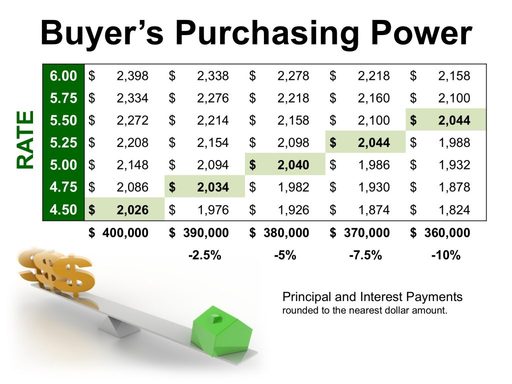 Buyer's Purchasing Power
RATE
6.00 $ 2,398 $ 2,338 $ 2,278 $ 2,218 $ 2,158
5.75 $ 2,334 $ 2,276 $ 2,218 $ 2,160 $ 2,100
5.50 $ 2,272 $ 2,214 $ 2,158 $ 2,100 $ 2,044
5.25 $ 2,208 $ 2,154 $ 2,098 $ 2,044 $ 1,988
5.00 $ 2,148 $ 2,094 $ 2,040 $ 1,986 $ 1,932
4.75 $ 2,086 $ 2,034 $ 1,982 $ 1,930 $ 1,878
4.50 $ 2,026 $ 1,976 $ 1,926 $ 1,874 $ 1,824
$ 400,000 $ 390,000 $ 380,000 $ 370,000 $ 360,000
-2.5% -5% -7.5% -10%
$$$
Principal and Interest Payments
rounded to the nearest dollar amount.